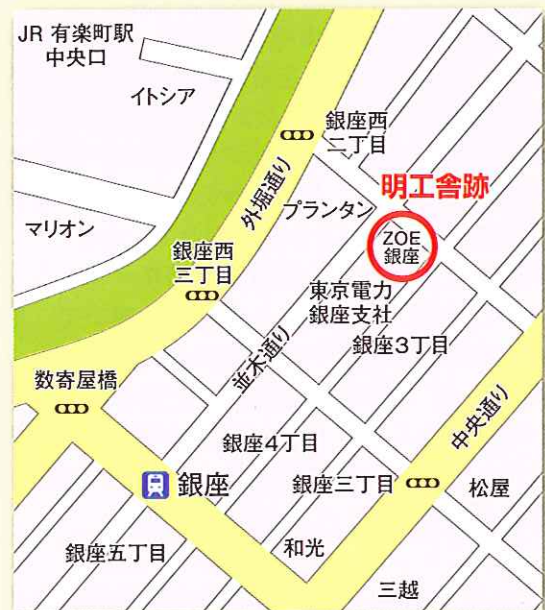 JR 有楽町駅
中央口
イトシア
銀座西
二丁目
外堀通り
プランタン
明工舎跡
マリオン
ZOE
銀座
銀座西
三丁目
東京電力
銀座支社
並木通り
銀座3丁目
数寄屋橋
中央通り
銀座4丁目
銀座
銀座三丁目
松屋
銀座五丁目
和光
三越